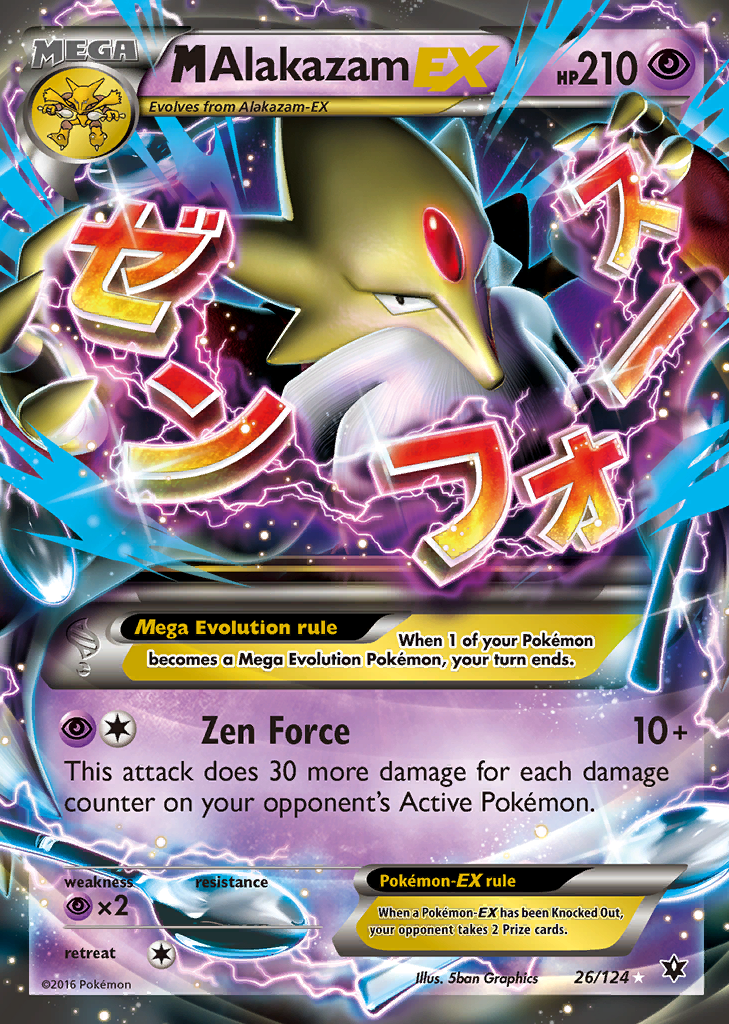 MEGA
MAlakazam EX
HP210
Evolves from Alakazam-EX
ゼンフォース
Mega Evolution rule
When 1 of your Pokémon
becomes a Mega Evolution Pokémon, your turn ends.
Zen Force 10+
This attack does 30 more damage for each damage
counter on your opponent's Active Pokémon.
weakness resistance
×2
retreat
Pokémon-EX rule
When a Pokémon-EX has been Knocked Out,
your opponent takes 2 Prize cards.
©2016 Pokémon
Illus. 5ban Graphics 26/124